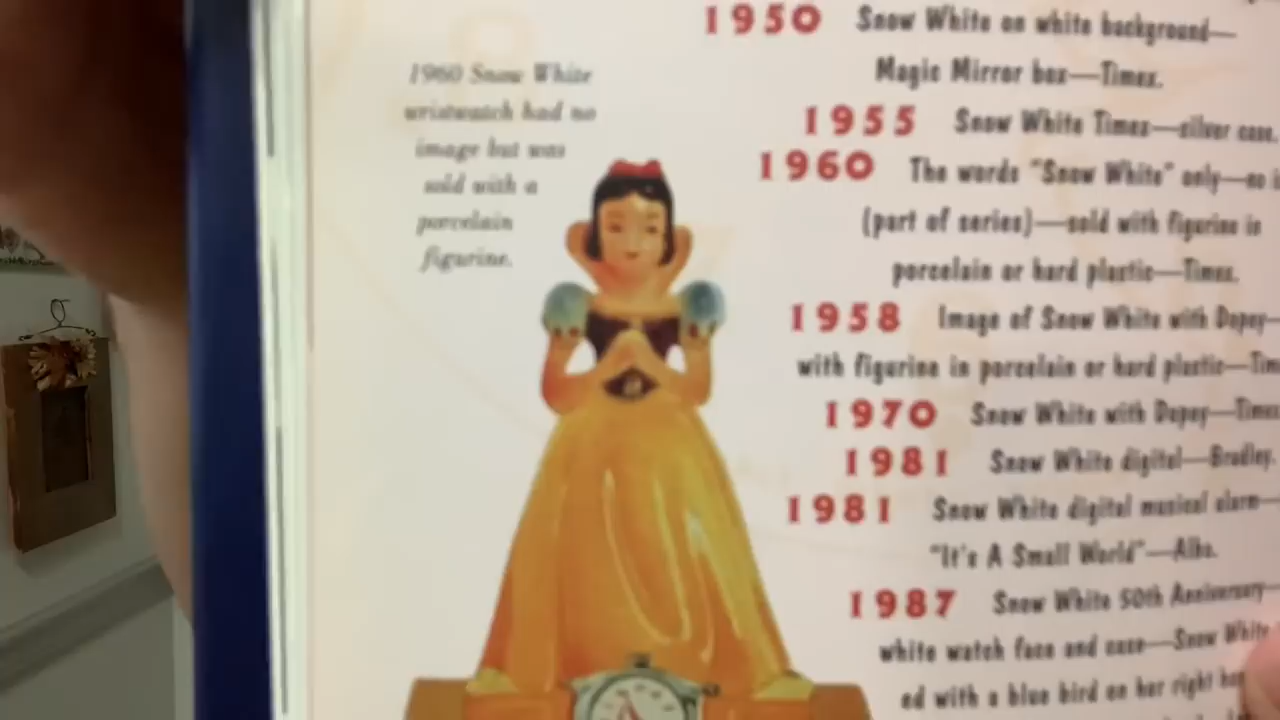 1960 Snow White
wristwatch had no
image but was
sold with a
porcelain
figurine.
1950 Snow White on white background—
Magic Mirror box—Timex.
1955 Snow White Timex—silver case.
1960 The words "Snow White" only—no
(part of series)—sold with figurine in
porcelain or hard plastic—Timex.
1958 Image of Snow White with Dopey—
with figurine in porcelain or hard plastic—Tim
1970 Snow White with Dopey—Timex
1981 Snow White digital—Bradley.
1981 Snow White digital musical alarm—
"It's A Small World"—Alba.
1987 Snow White 50th Anniversary—
white watch face and case—Snow White
ed with a blue bird on her right